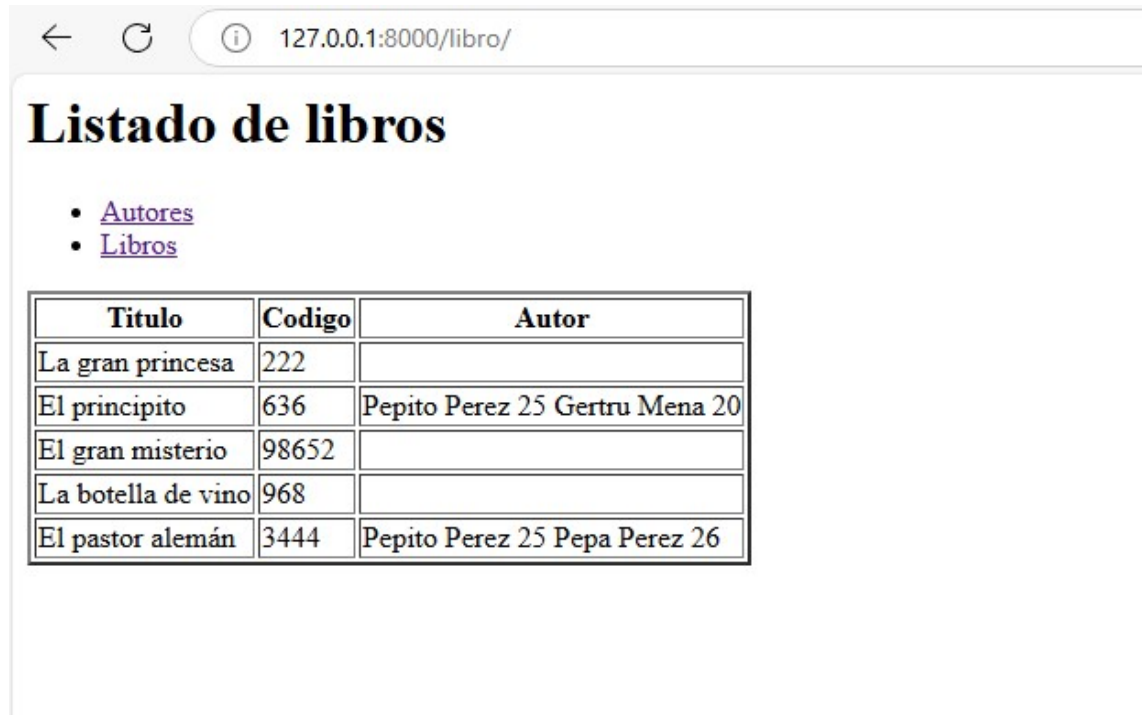 127.0.0.1:8000/libro/
Listado de libros
Autores
Libros
Titulo Codigo Autor
La gran princesa 222
El principito 636 Pepito Perez 25 Gertru Mena 20
El gran misterio 98652
La botella de vino 968
El pastor alemán 3444 Pepito Perez 25 Pepa Perez 26